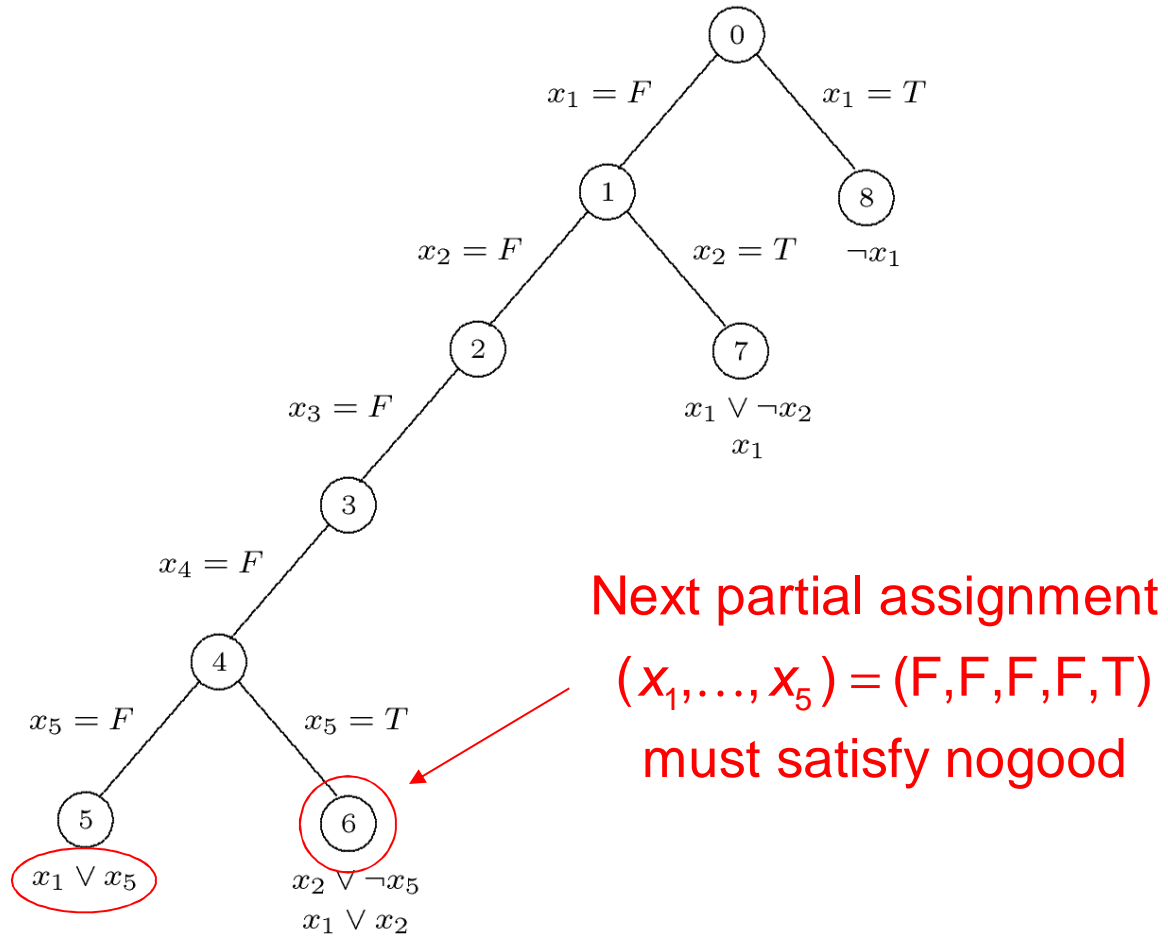 0
x₁ = F
x₁ = T
1
8
x₂ = F
x₂ = T
¬x₁
2
7
x₃ = F
x₁ ∨ ¬x₂
x₁
3
x₄ = F
Next partial assignment
(x₁,…, x₅) = (F,F,F,F,T)
must satisfy nogood
4
x₅ = F
x₅ = T
5
6
x₁ ∨ x₅
x₂ ∨ ¬x₅
x₁ ∨ x₂